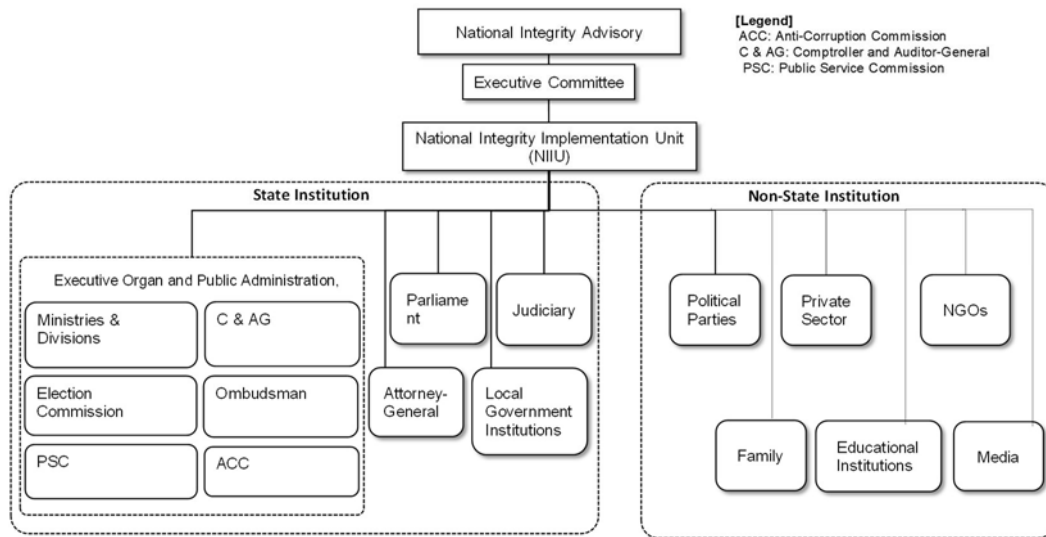 National Integrity Advisory
[Legend]
ACC: Anti-Corruption Commission
C & AG: Comptroller and Auditor-General
PSC: Public Service Commission
Executive Committee
National Integrity Implementation Unit
(NIIU)
State Institution
Non-State Institution
Executive Organ and Public Administration,
Ministries &
Divisions
C & AG
Election
Commission
Ombudsman
PSC
ACC
Parliame
nt
Judiciary
Attorney-
General
Local
Government
Institutions
Political
Parties
Private
Sector
NGOs
Family
Educational
Institutions
Media